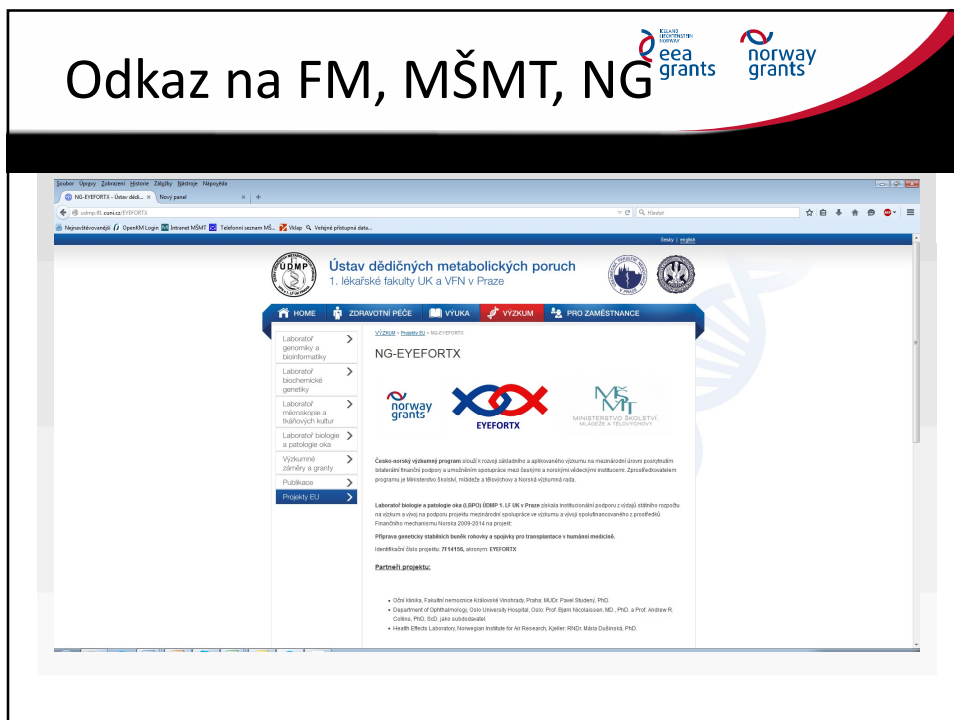 Odkaz na FM, MŠMT, NG
ICELAND
LIECHTENSTEIN
NORWAY
eea
grants
norway
grants
Soubor Úpravy Zobrazení Historie Záložky Nástroje Nápověda
NG-EYEFORTX - Ústav dědi... × Nový panel × +
udmp.lf1.cuni.cz/EYEFORTX
Hledat
Nejnavštěvovanější OpenKM Login Intranet MŠMT Telefonní seznam MŠ... Vklap Veřejně přístupná data...
česky | english
ÚDMP
Ústav dědičných metabolických poruch
1. lékařské fakulty UK a VFN v Praze
HOME ZDRAVOTNÍ PÉČE VÝUKA VÝZKUM PRO ZAMĚSTNANCE
Laboratoř
genomiky a
bioinformatiky
Laboratoř
biochemické
genetiky
Laboratoř
mikroskopie a
tkáňových kultur
Laboratoř biologie
a patologie oka
Výzkumné
záměry a granty
Publikace
Projekty EU
VÝZKUM » Projekty EU » NG-EYEFORTX
NG-EYEFORTX
norway
grants
EYEFORTX
MŠMT
MINISTERSTVO ŠKOLSTVÍ,
MLÁDEŽE A TĚLOVÝCHOVY
Česko-norský výzkumný program slouží k rozvoji základního a aplikovaného výzkumu na mezinárodní úrovni poskytnutím
bilaterální finanční podpory a umožněním spolupráce mezi českými a norskými vědeckými institucemi. Zprostředkovatelem
programu je Ministerstvo školství, mládeže a tělovýchovy a Norská výzkumná rada.
Laboratoř biologie a patologie oka (LBPO) ÚDMP 1. LF UK v Praze získala institucionální podporu z výdajů státního rozpočtu
na výzkum a vývoj na podporu projektu mezinárodní spolupráce ve výzkumu a vývoji spolufinancovaného z prostředků
Finančního mechanismu Norska 2009-2014 na projekt:
Příprava geneticky stabilních buněk rohovky a spojivky pro transplantace v humánní medicíně.
Identifikační číslo projektu: 7F14156, akronym: EYEFORTX
Partneři projektu:
• Oční klinika, Fakultní nemocnice Královské Vinohrady, Praha: MUDr. Pavel Studený, PhD.
• Department of Ophthalmology, Oslo University Hospital, Oslo: Prof. Bjørn Nicolaissen, MD., PhD. a Prof. Andrew R.
Collins, PhD, ScD. jako subdodavatel.
• Health Effects Laboratory, Norwegian Institute for Air Research, Kjeller: RNDr. Mária Dušinská, PhD.